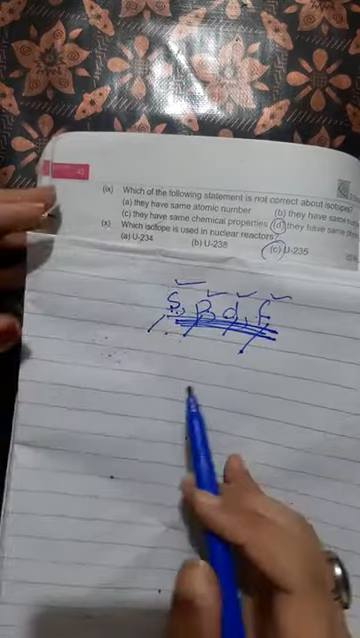 43
(ix) Which of the following statement is not correct about isotopes?
(a) they have same atomic number (b) they have same
(c) they have same chemical properties (d) they have same
(x) Which isotope is used in nuclear reactors?
(a) U-234 (b) U-238 (c) U-235
s, p, d, f